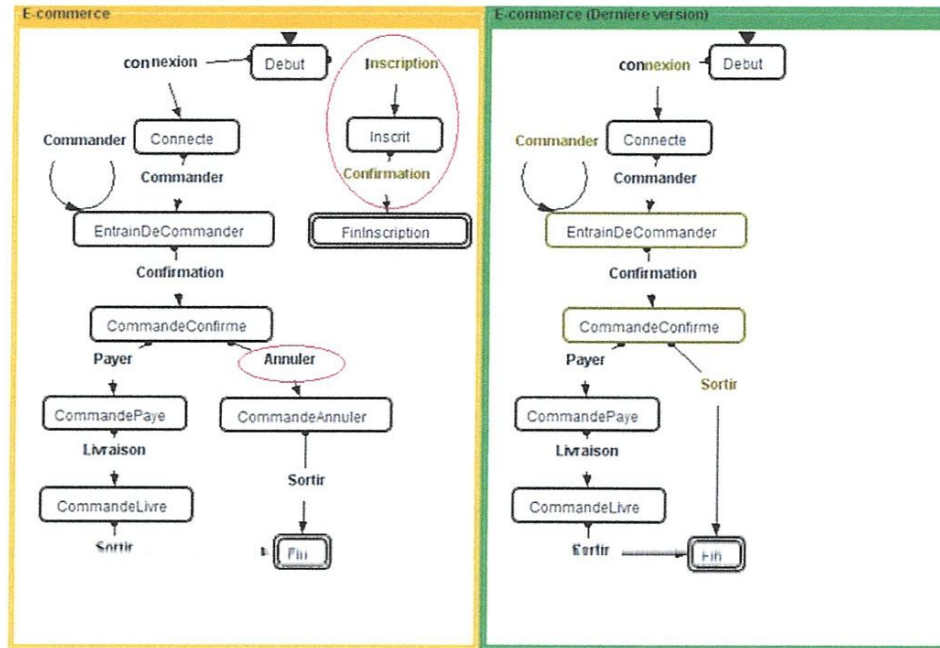 E-commerce
connexion
Debut
Inscription
Connecte
Inscrit
Commander
Commander
Confirmation
EntrainDeCommander
FinInscription
Confirmation
CommandeConfirme
Payer
Annuler
CommandePaye
CommandeAnnuler
Livraison
Sortir
CommandeLivre
Sortir
Fin
E-commerce (Dernière version)
connexion
Debut
Connecte
Commander
Commander
EntrainDeCommander
Confirmation
CommandeConfirme
Payer
Sortir
CommandePaye
Livraison
CommandeLivre
Sortir
Fin